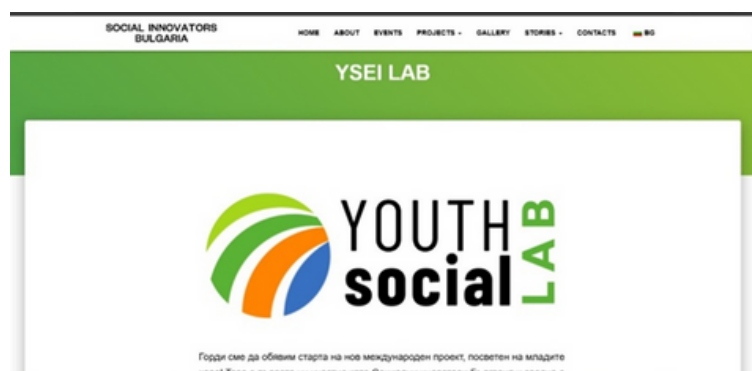 SOCIAL INNOVATORS
BULGARIA
HOME ABOUT EVENTS PROJECTS GALLERY STORIES CONTACTS BG
YSEI LAB
YOUTH
social
LAB
Горди сме да обявим старта на нов международен проект, посветен на младите